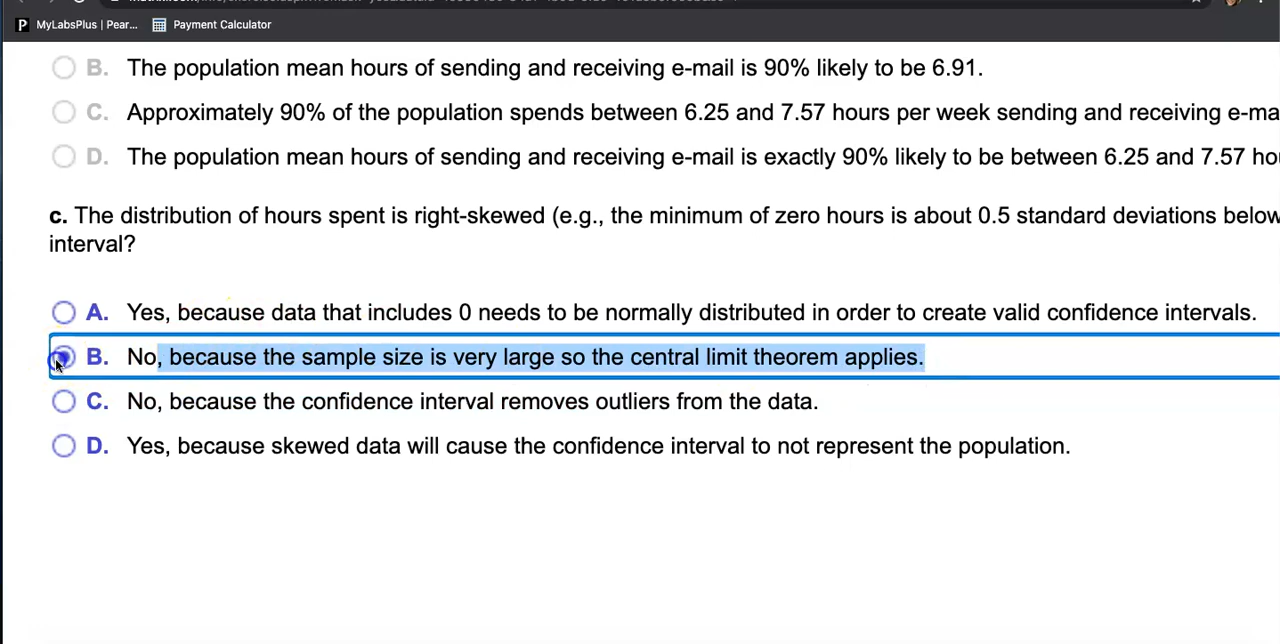 MyLabsPlus | Pear...
Payment Calculator
B. The population mean hours of sending and receiving e-mail is 90% likely to be 6.91.
C. Approximately 90% of the population spends between 6.25 and 7.57 hours per week sending and receiving e-ma
D. The population mean hours of sending and receiving e-mail is exactly 90% likely to be between 6.25 and 7.57 ho
c. The distribution of hours spent is right-skewed (e.g., the minimum of zero hours is about 0.5 standard deviations below
interval?
A. Yes, because data that includes 0 needs to be normally distributed in order to create valid confidence intervals.
B. No, because the sample size is very large so the central limit theorem applies.
C. No, because the confidence interval removes outliers from the data.
D. Yes, because skewed data will cause the confidence interval to not represent the population.